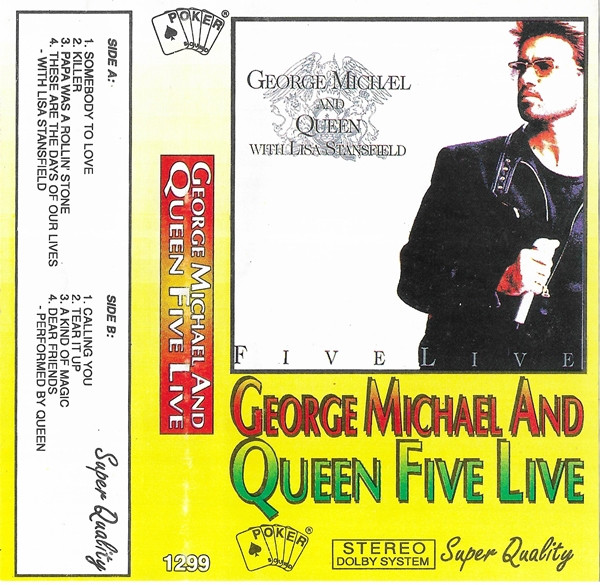 SIDE A:
1. SOMEBODY TO LOVE
2. KILLER
3. PAPA WAS A ROLLIN' STONE
4. THESE ARE THE DAYS OF OUR LIVES
- WITH LISA STANSFIELD
SIDE B:
1. CALLING YOU
2. TEAR IT UP
3. A KIND OF MAGIC
4. DEAR FRIENDS
- PERFORMED BY QUEEN
Super Quality
POKER®
SOUND
GEORGE MICHAEL AND
QUEEN FIVE LIVE
1299
GEORGE MICHÆL
AND
QUEEN
WITH LISA STANSFIELD
FIVE LIVE
GEORGE MICHAEL AND
QUEEN FIVE LIVE
POKER®
SOUND
STEREO
DOLBY SYSTEM
Super Quality